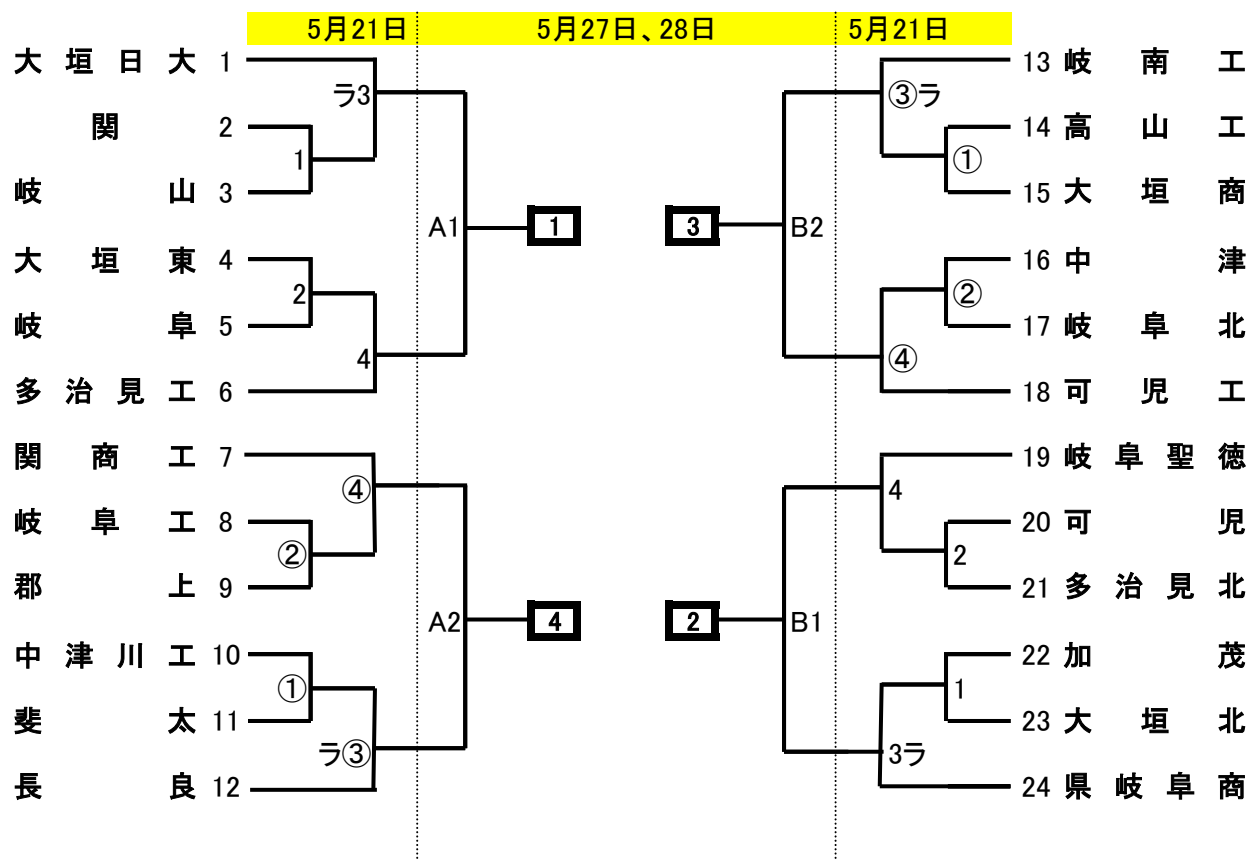 5月21日 5月27日、28日 5月21日
大垣日大 1 13 岐南工
ラ3 ③ラ
関 2 14 高山工
1 ①
岐山 3 15 大垣商
A1 1 3 B2
大垣東 4 16 中津
2 ②
岐阜 5 17 岐阜北
4 ④
多治見工 6 18 可児工
関商工 7 19 岐阜聖徳
④ 4
岐阜工 8 20 可児
② 2
郡上 9 21 多治見北
A2 4 2 B1
中津川工 10 22 加茂
① 1
斐太 11 23 大垣北
ラ③ 3ラ
長良 12 24 県岐阜商